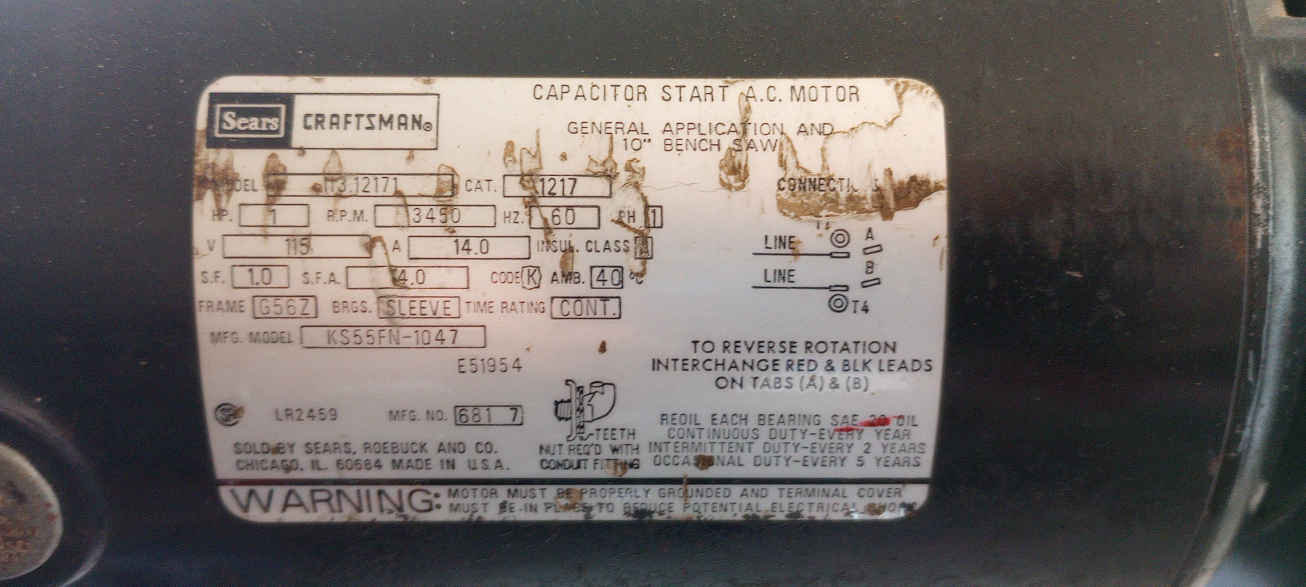 Sears CRAFTSMAN®
CAPACITOR START A.C. MOTOR
GENERAL APPLICATION AND
10" BENCH SAW
113.12171 CAT. 1217
HP. 1 R.P.M. 3450 HZ. 60 PH 1
V 115 A 14.0 INSUL. CLASS
S.F. 1.0 S.F.A. CODE K AMB. 40 °C
FRAME G56Z BRGS. SLEEVE TIME RATING CONT.
MFG. MODEL KS55FN-1047
E51954
LINE A
LINE B
T4
TO REVERSE ROTATION
INTERCHANGE RED & BLK LEADS
ON TABS (A) & (B)
LR2459 MFG. NO. 681 7
SOLD BY SEARS, ROEBUCK AND CO.
CHICAGO, IL. 60684 MADE IN U.S.A.
TEETH
NUT REQ'D WITH
CONDUIT FITTING
REOIL EACH BEARING SAE 20 OIL
CONTINUOUS DUTY-EVERY YEAR
INTERMITTENT DUTY-EVERY 2 YEARS
OCCASIONAL DUTY-EVERY 5 YEARS
WARNING: MOTOR MUST BE PROPERLY GROUNDED AND TERMINAL COVER
MUST BE IN PLACE TO REDUCE POTENTIAL ELECTRICAL SHOCK